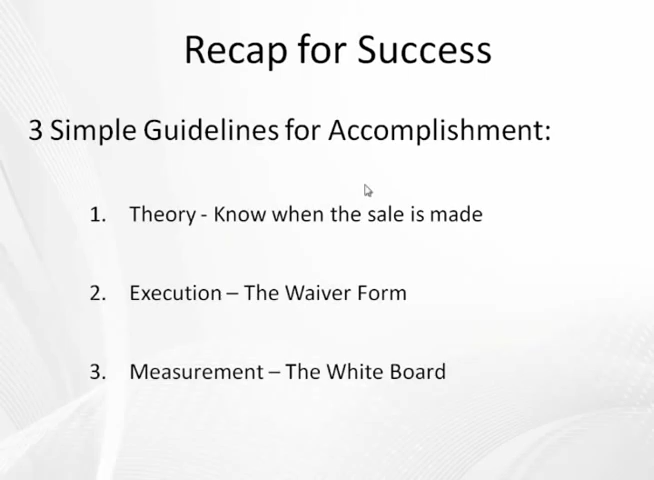 Recap for Success
3 Simple Guidelines for Accomplishment:
1. Theory - Know when the sale is made
2. Execution – The Waiver Form
3. Measurement – The White Board